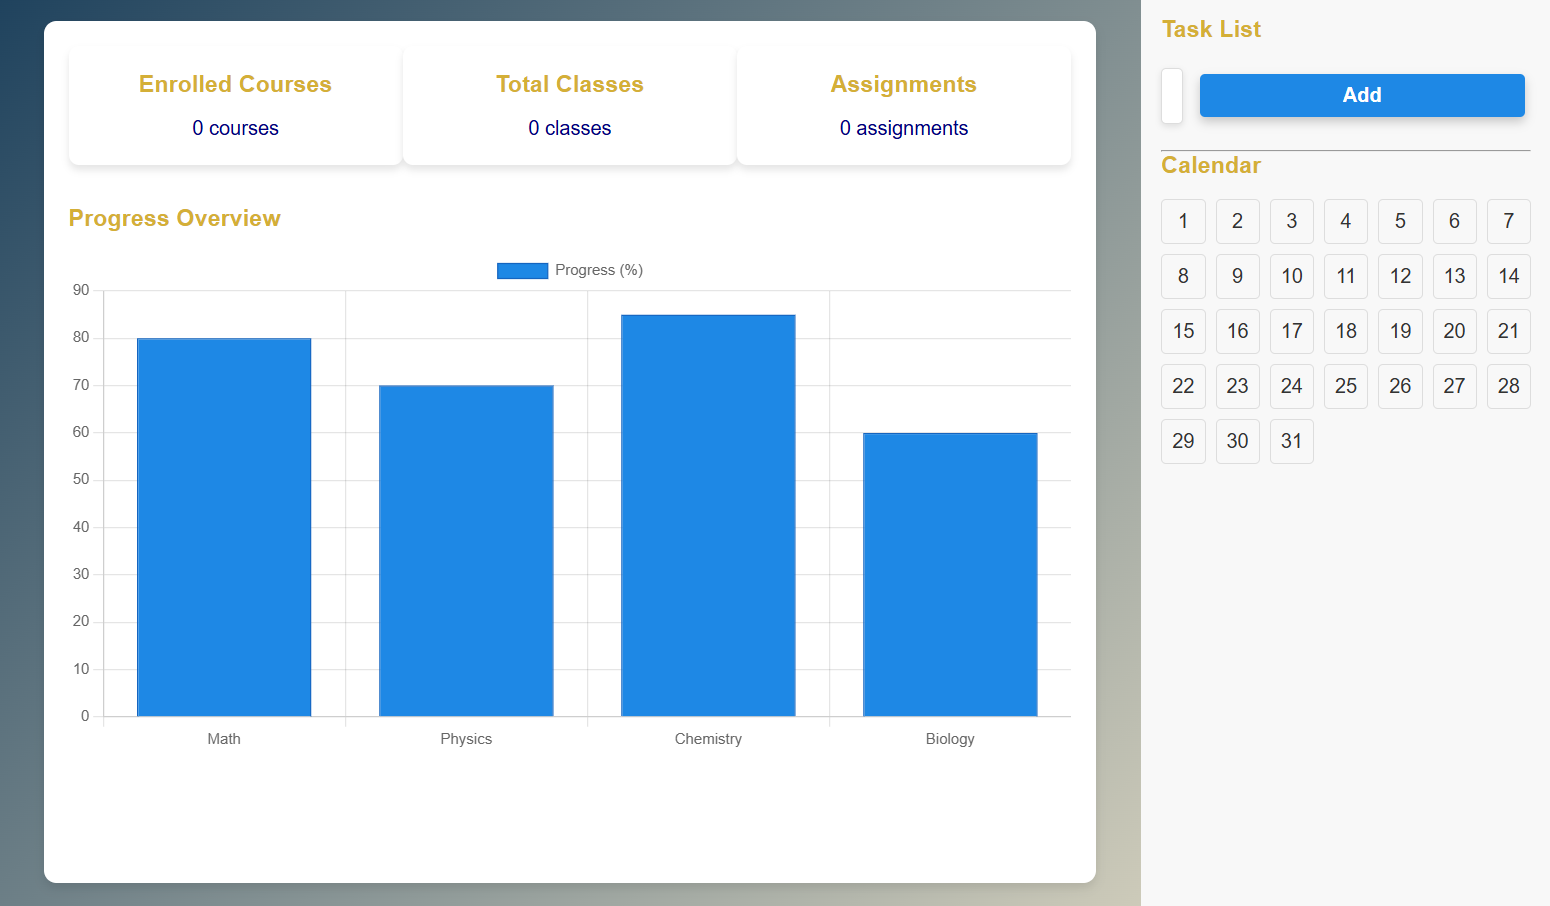 Enrolled Courses
0 courses
Total Classes
0 classes
Assignments
0 assignments
Progress Overview
Progress (%)
90
80
70
60
50
40
30
20
10
0
Math Physics Chemistry Biology
Task List
Add
Calendar
1 2 3 4 5 6 7
8 9 10 11 12 13 14
15 16 17 18 19 20 21
22 23 24 25 26 27 28
29 30 31